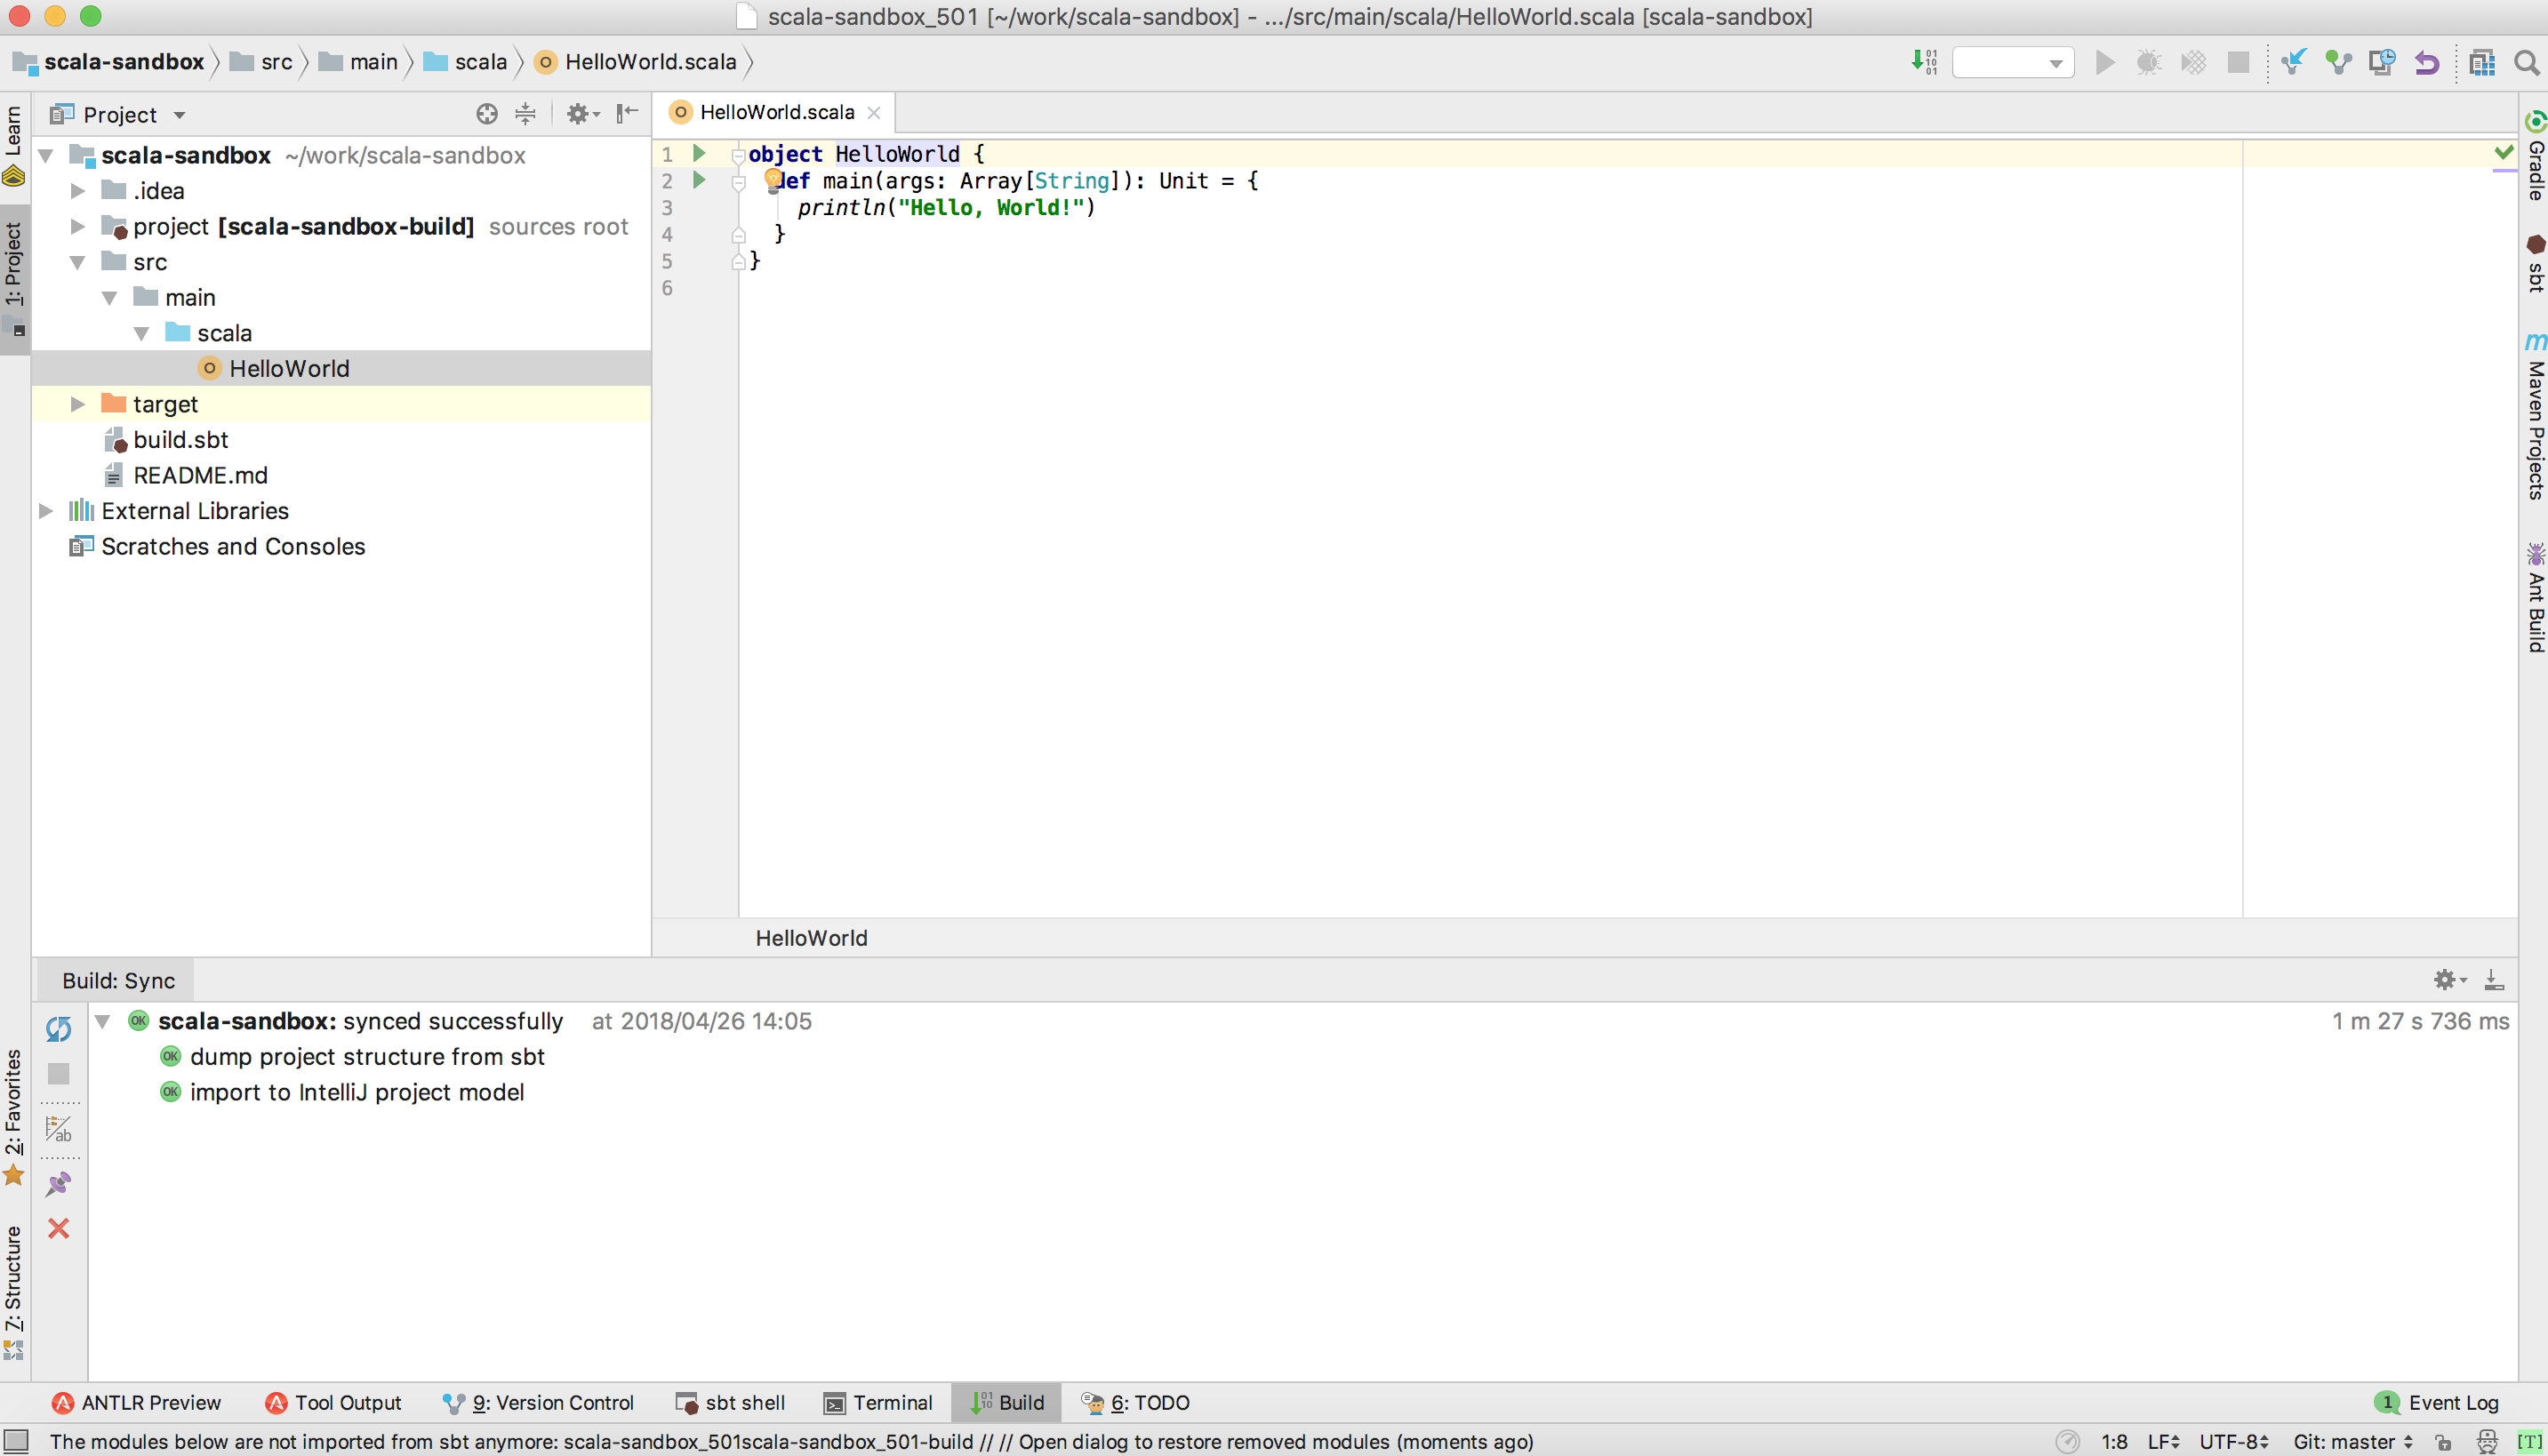 scala-sandbox_501 [~/work/scala-sandbox] - .../src/main/scala/HelloWorld.scala [scala-sandbox]
scala-sandbox src main scala HelloWorld.scala
Learn
1: Project
2: Favorites
7: Structure
Project
scala-sandbox ~/work/scala-sandbox
.idea
project [scala-sandbox-build] sources root
src
main
scala
HelloWorld
target
build.sbt
README.md
External Libraries
Scratches and Consoles
HelloWorld.scala
1 object HelloWorld {
2 def main(args: Array[String]): Unit = {
3 println("Hello, World!")
4 }
5 }
6
HelloWorld
Gradle
sbt
Maven Projects
Ant Build
Build: Sync
scala-sandbox: synced successfully at 2018/04/26 14:05 1 m 27 s 736 ms
OK dump project structure from sbt
OK import to IntelliJ project model
ANTLR Preview Tool Output 9: Version Control sbt shell Terminal Build 6: TODO 1 Event Log
The modules below are not imported from sbt anymore: scala-sandbox_501scala-sandbox_501-build // // Open dialog to restore removed modules (moments ago) 1:8 LF UTF-8 Git: master [T]